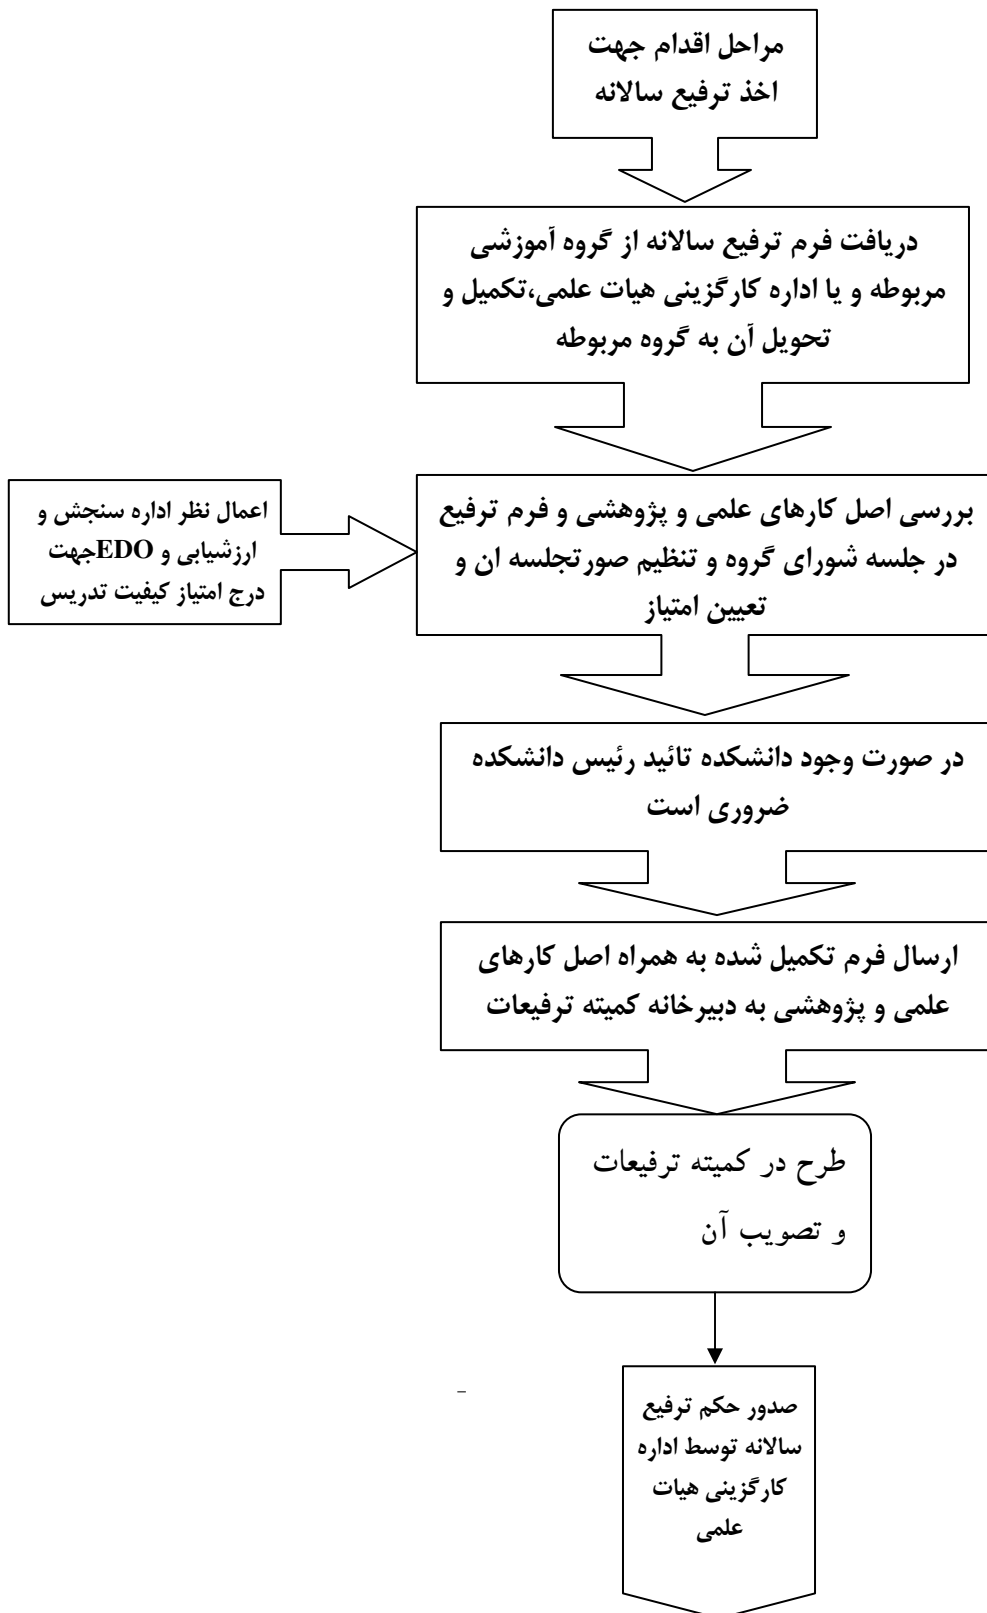 مراحل اقدام جهت
اخذ ترفیع سالانه
دریافت فرم ترفیع سالانه از گروه آموزشی
مربوطه و یا اداره کارگزینی هیات علمی،تکمیل و
تحویل آن به گروه مربوطه
بررسی اصل کارهای علمی و پژوهشی و فرم ترفیع
در جلسه شورای گروه و تنظیم صورتجلسه ان و
تعیین امتیاز
اعمال نظر اداره سنجش و
ارزشیابی و EDOجهت
درج امتیاز کیفیت تدریس
در صورت وجود دانشکده تائید رئیس دانشکده
ضروری است
ارسال فرم تکمیل شده به همراه اصل کارهای
علمی و پژوهشی به دبیرخانه کمیته ترفیعات
طرح در کمیته ترفیعات
و تصویب آن
صدور حکم ترفیع
سالانه توسط اداره
کارگزینی هیات
علمی